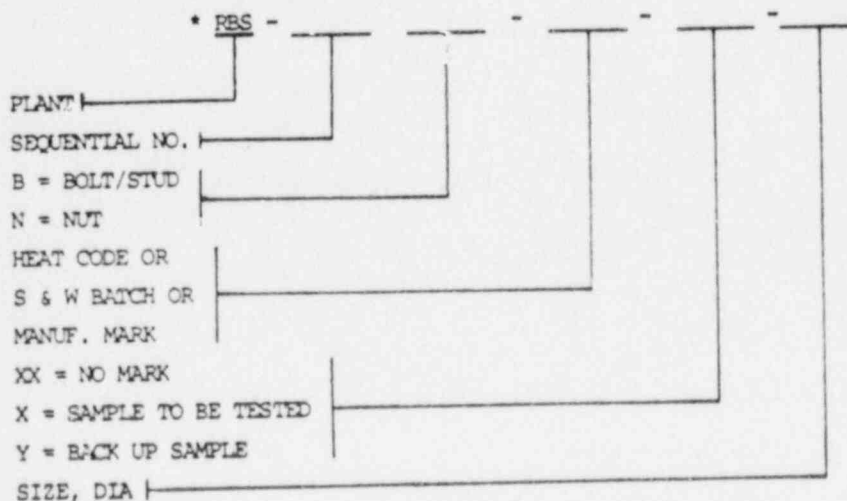 * RBS - __ __ - __ - __ - __
PLANT
SEQUENTIAL NO.
B = BOLT/STUD
N = NUT
HEAT CODE OR
S & W BATCH OR
MANUF. MARK
XX = NO MARK
X = SAMPLE TO BE TESTED
Y = BACK UP SAMPLE
SIZE, DIA